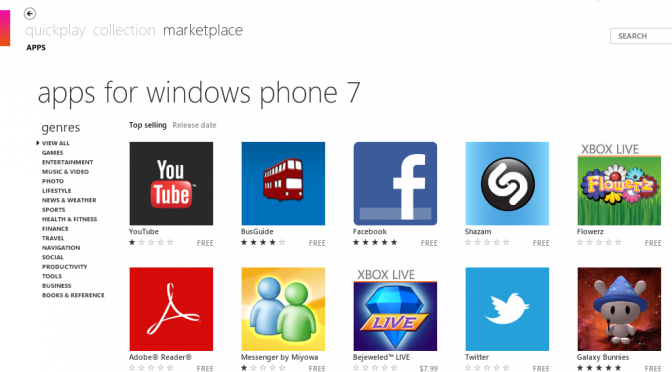 quickplay collection marketplace
SEARCH
APPS
apps for windows phone 7
genres
Top selling Release date
VIEW ALL
GAMES
ENTERTAINMENT
MUSIC & VIDEO
PHOTO
LIFESTYLE
NEWS & WEATHER
SPORTS
HEALTH & FITNESS
FINANCE
TRAVEL
NAVIGATION
SOCIAL
PRODUCTIVITY
TOOLS
BUSINESS
BOOKS & REFERENCE
You
Tube™
f
XBOX LIVE
Flowerz
YouTube
BusGuide
Facebook
Shazam
Flowerz
FREE
FREE
FREE
FREE
FREE
XBOX LIVE
LIVE
Adobe® Reader®
Messenger by Miyowa
Bejeweled™ LIVE
Twitter
Galaxy Bunnies
FREE
FREE
$7.99
FREE
FREE